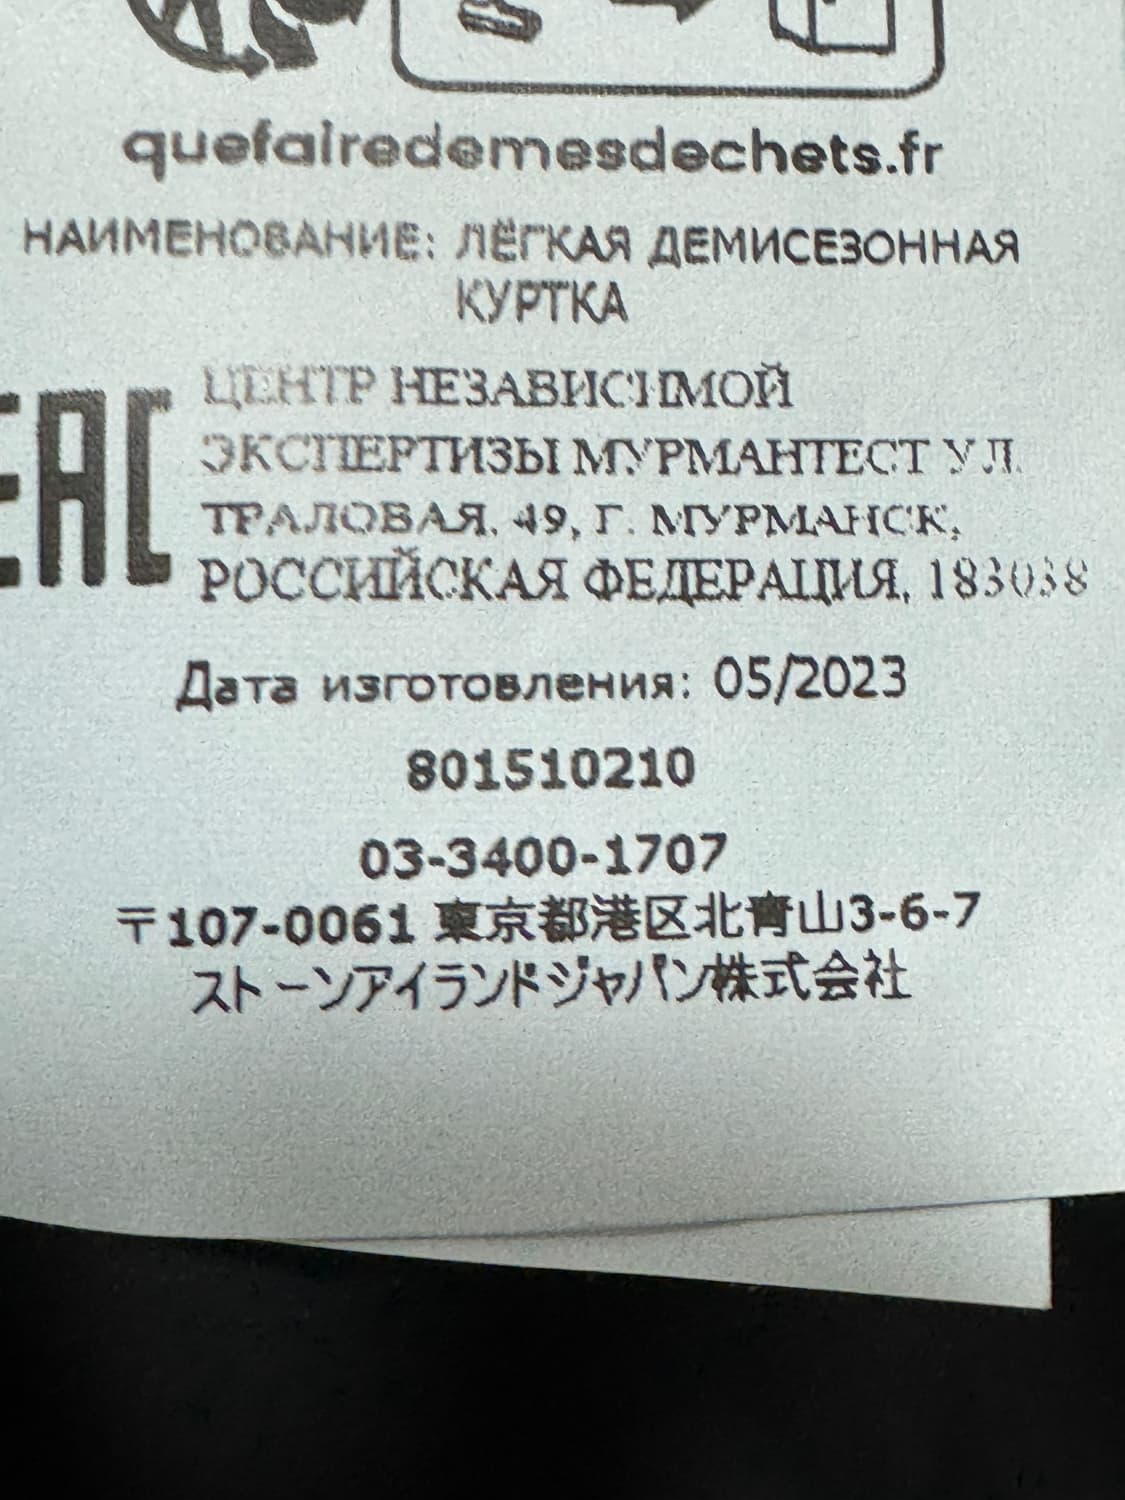 quefairedemesdechets.fr
НАИМЕНОВАНИЕ: ЛЁГКАЯ ДЕМИСЕЗОННАЯ
КУРТКА
EAC
ЦЕНТР НЕЗАВИСИМОЙ
ЭКСПЕРТИЗЫ МУРМАНТЕСТ УЛ.
ТРАЛОВАЯ, 49, Г. МУРМАНСК,
РОССИЙСКАЯ ФЕДЕРАЦИЯ, 183038
Дата изготовления: 05/2023
801510210
03-3400-1707
〒107-0061 東京都港区北青山3-6-7
ストーンアイランドジャパン株式会社